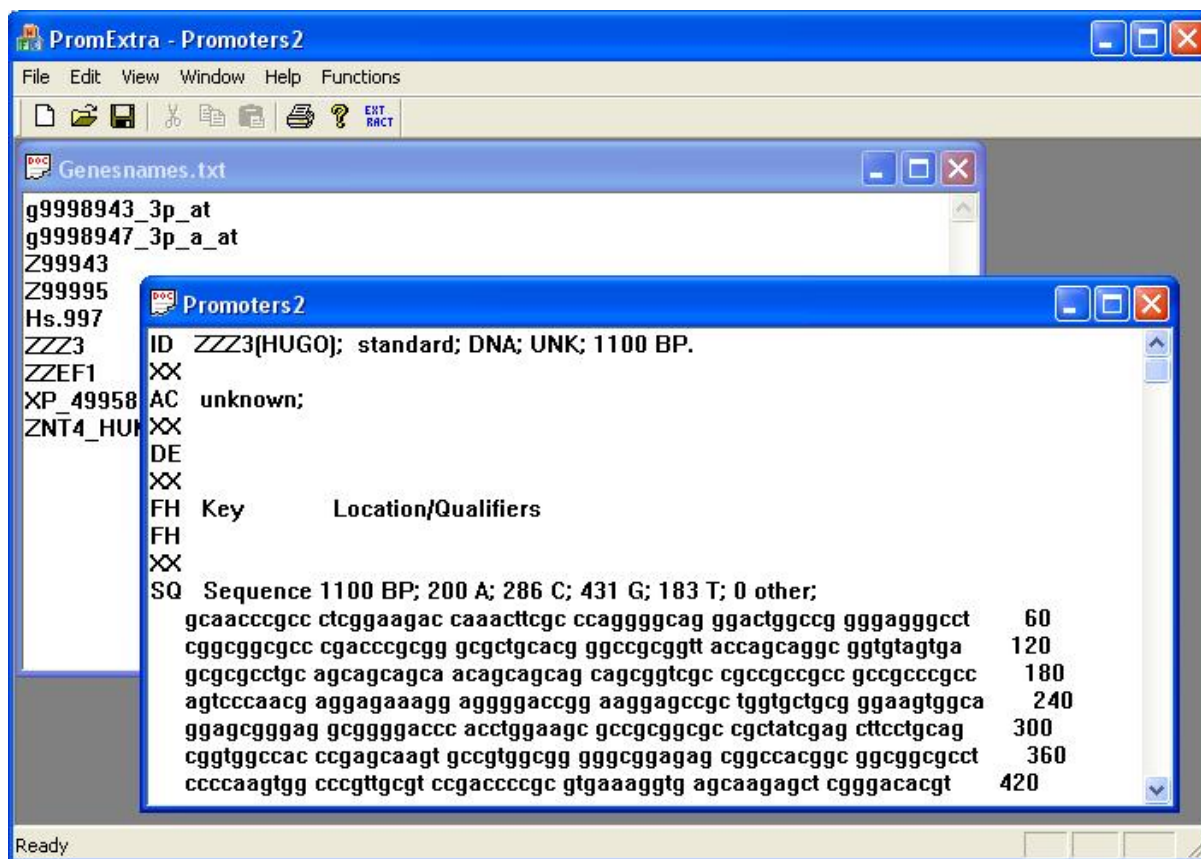 PromExtra - Promoters2
File Edit View Window Help Functions
EXT
RACT
Genesnames.txt
g9998943_3p_at
g9998947_3p_a_at
Z99943
Z99995
Hs.997
ZZZ3
ZZEF1
XP_49958
ZNT4_HUM
Promoters2
ID ZZZ3(HUGO); standard; DNA; UNK; 1100 BP.
XX
AC unknown;
XX
DE
XX
FH Key Location/Qualifiers
FH
XX
SQ Sequence 1100 BP; 200 A; 286 C; 431 G; 183 T; 0 other;
gcaacccgcc ctcggaagac caaacttcgc ccaggggcag ggactggccg gggagggcct 60
cggcggcgcc cgacccgcgg gcgctgcacg ggccgcggtt accagcaggc ggtgtagtga 120
gcgcgcctgc agcagcagca acagcagcag cagcggtcgc cgccgccgcc gccgcccgcc 180
agtcccaacg aggagaaagg aggggaccgg aaggagccgc tggtgctgcg ggaagtggca 240
ggagcgggag gcggggaccc acctggaagc gccgcggcgc cgctatcgag cttcctgcag 300
cggtggccac ccgagcaagt gccgtggcgg gggcggagag cggccacggc ggcggcgcct 360
ccccaagtgg cccgttgcgt ccgaccccgc gtgaaaggtg agcaagagct cgggacacgt 420
Ready